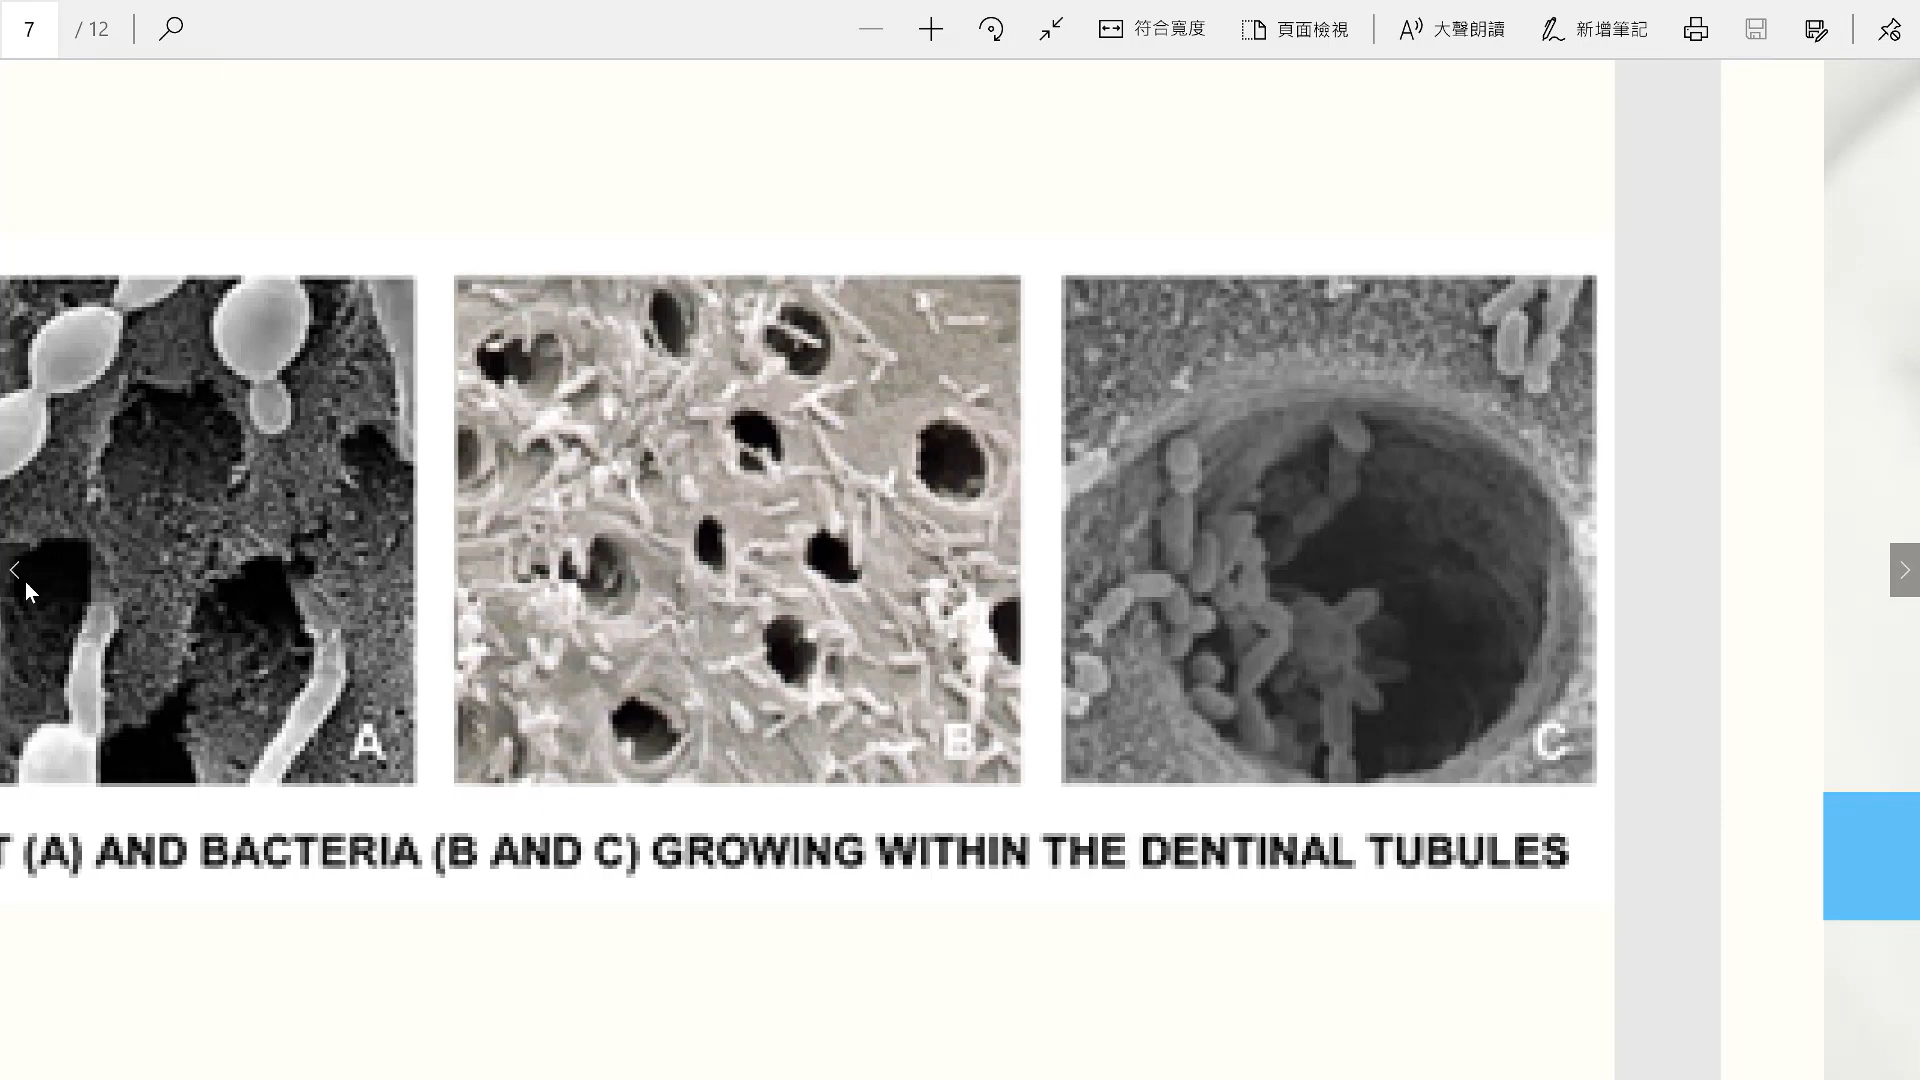 7 / 12 符合寬度 頁面檢視 大聲朗讀 新增筆記
A B C
T (A) AND BACTERIA (B AND C) GROWING WITHIN THE DENTINAL TUBULES